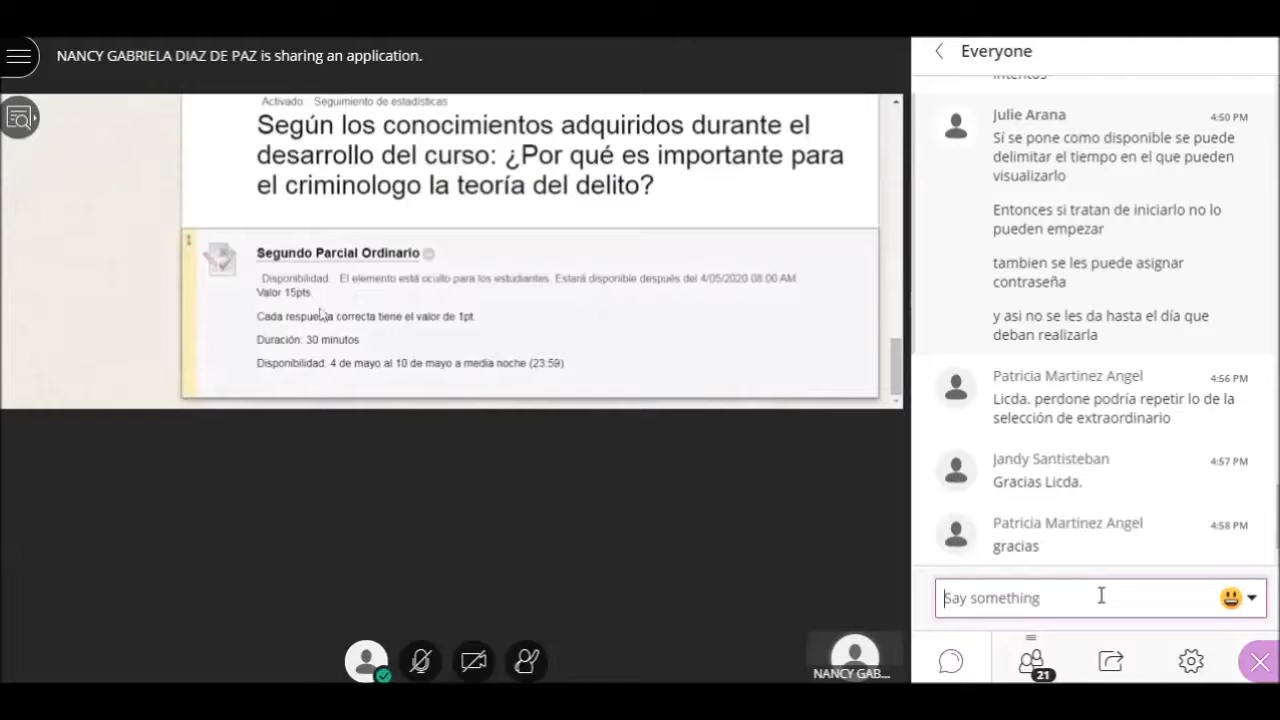 NANCY GABRIELA DIAZ DE PAZ is sharing an application.
Activado Seguimiento de estadísticas
Según los conocimientos adquiridos durante el
desarrollo del curso: ¿Por qué es importante para
el criminologo la teoría del delito?
Segundo Parcial Ordinario
Disponibilidad: El elemento está oculto para los estudiantes. Estará disponible después del 4/05/2020 08:00 AM
Valor 15pts.
Cada respuesta correcta tiene el valor de 1pt.
Duración: 30 minutos
Disponibilidad: 4 de mayo al 10 de mayo a media noche (23:59)
NANCY GAB...
Everyone
intentos
Julie Arana
4:50 PM
Sí se pone como disponible se puede
delimitar el tiempo en el que pueden
visualizarlo
Entonces si tratan de iniciarlo no lo
pueden empezar
tambien se les puede asignar
contraseña
y asi no se les da hasta el día que
deban realizarla
Patricia Martinez Angel
4:56 PM
Licda. perdone podría repetir lo de la
selección de extraordinario
Jandy Santisteban
4:57 PM
Gracias Licda.
Patricia Martinez Angel
4:58 PM
gracias
Say something
21